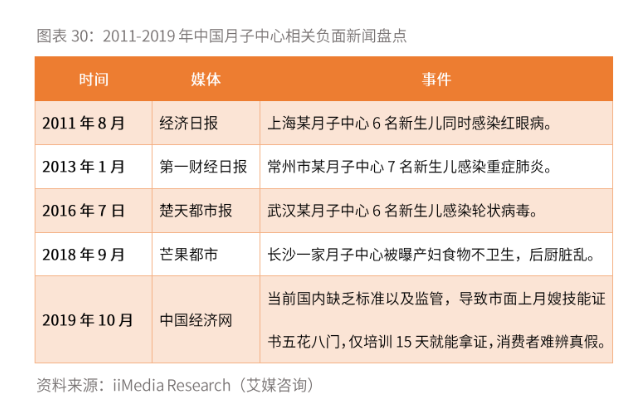 图表 30：2011-2019 年中国月子中心相关负面新闻盘点
时间 媒体 事件
2011 年 8 月 经济日报 上海某月子中心 6 名新生儿同时感染红眼病。
2013 年 1 月 第一财经日报 常州市某月子中心 7 名新生儿感染重症肺炎。
2016 年 7 日 楚天都市报 武汉某月子中心 6 名新生儿感染轮状病毒。
2018 年 9 月 芒果都市 长沙一家月子中心被曝产妇食物不卫生，后厨脏乱。
2019 年 10 月 中国经济网 当前国内缺乏标准以及监管，导致市面上月嫂技能证
书五花八门，仅培训 15 天就能拿证，消费者难辨真假。
资料来源：iiMedia Research（艾媒咨询）